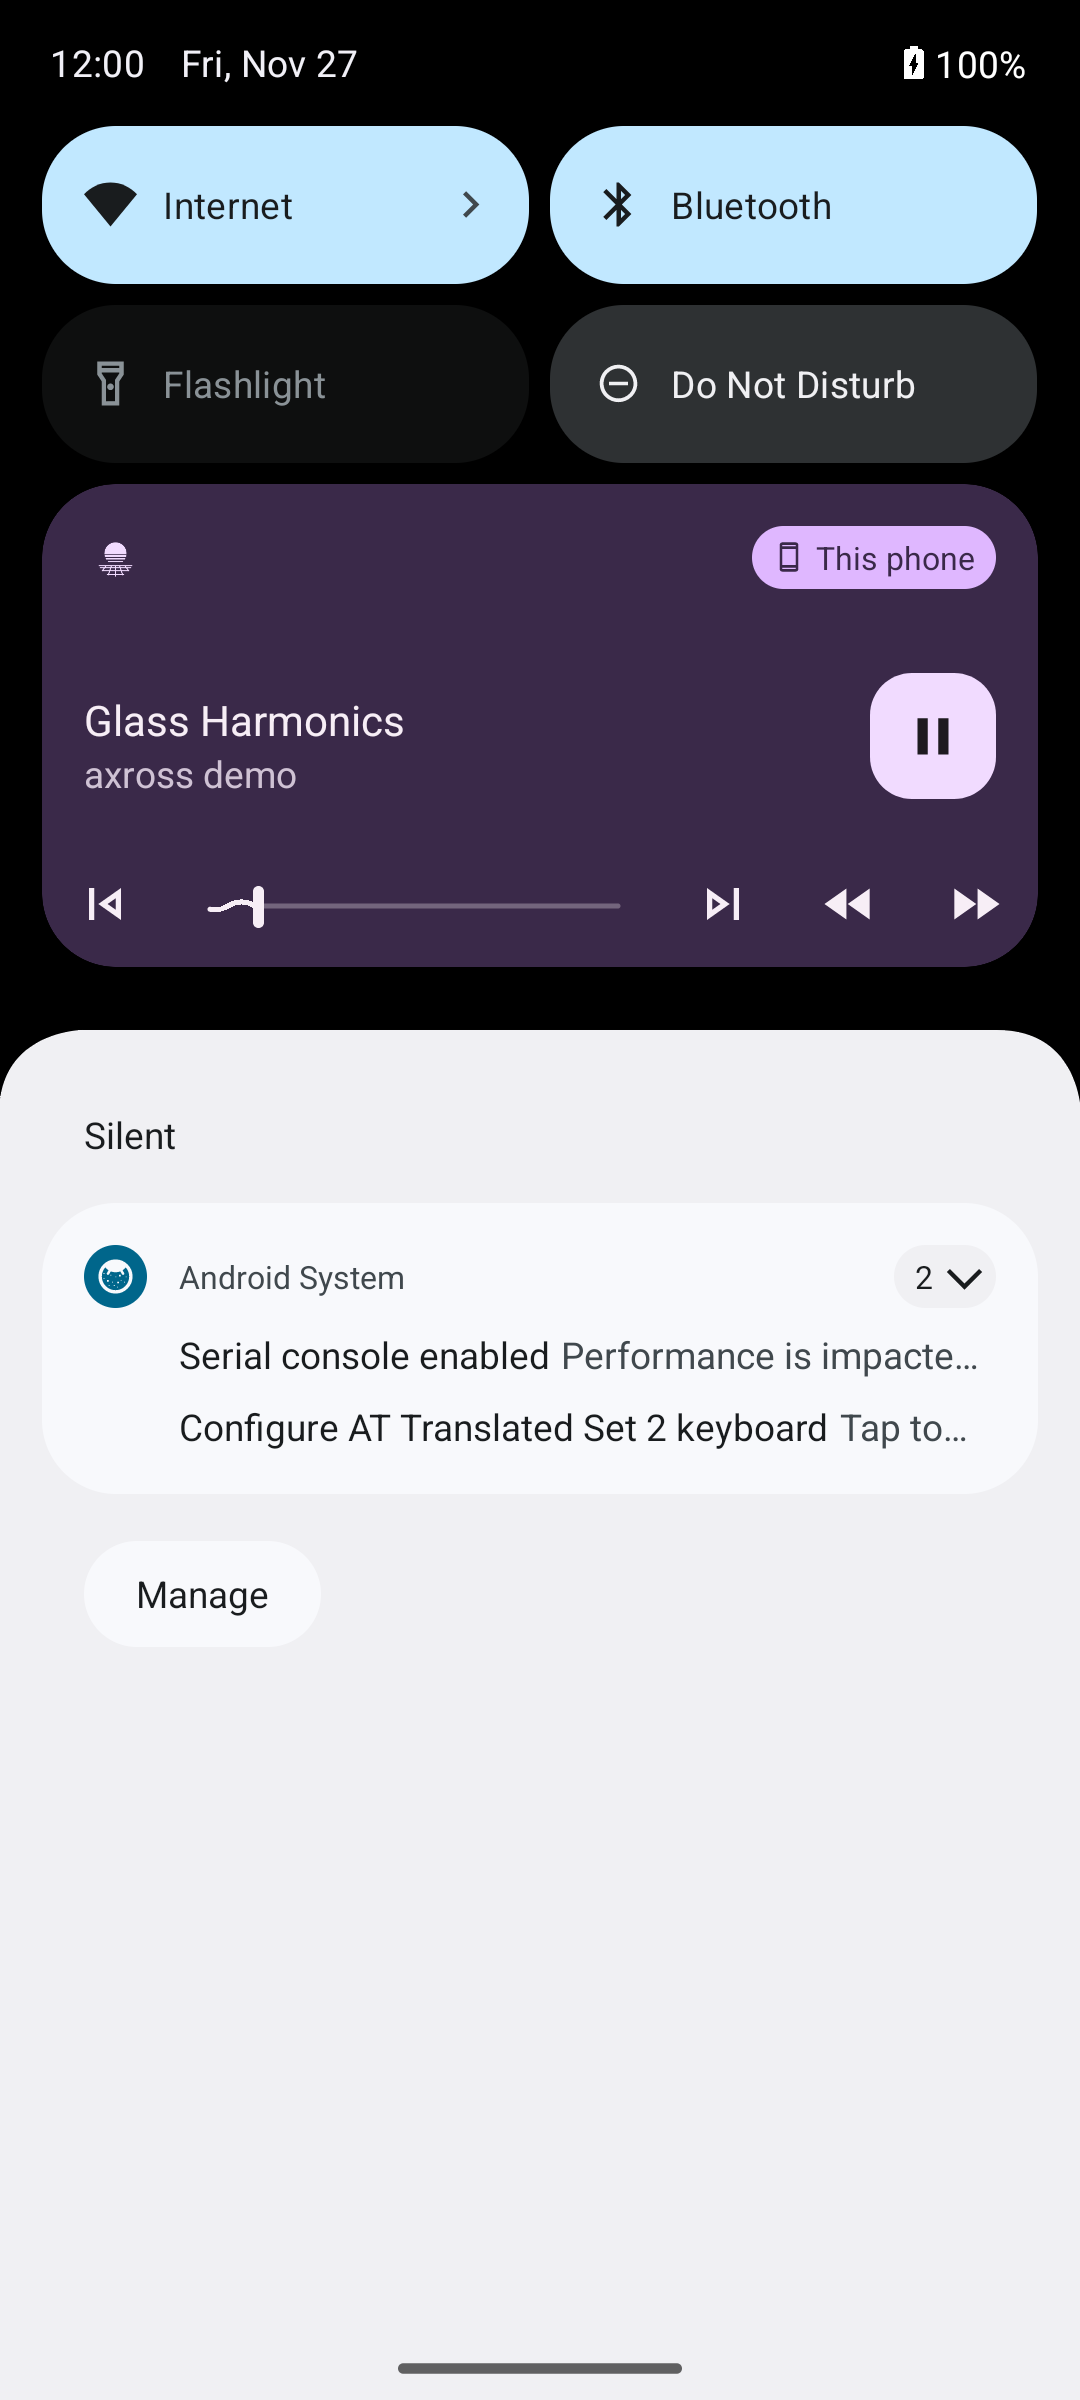 12:00 Fri, Nov 27 100%
Internet
Bluetooth
Flashlight
Do Not Disturb
This phone
Glass Harmonics
axross demo
Silent
Android System 2
Serial console enabled Performance is impacte…
Configure AT Translated Set 2 keyboard Tap to…
Manage